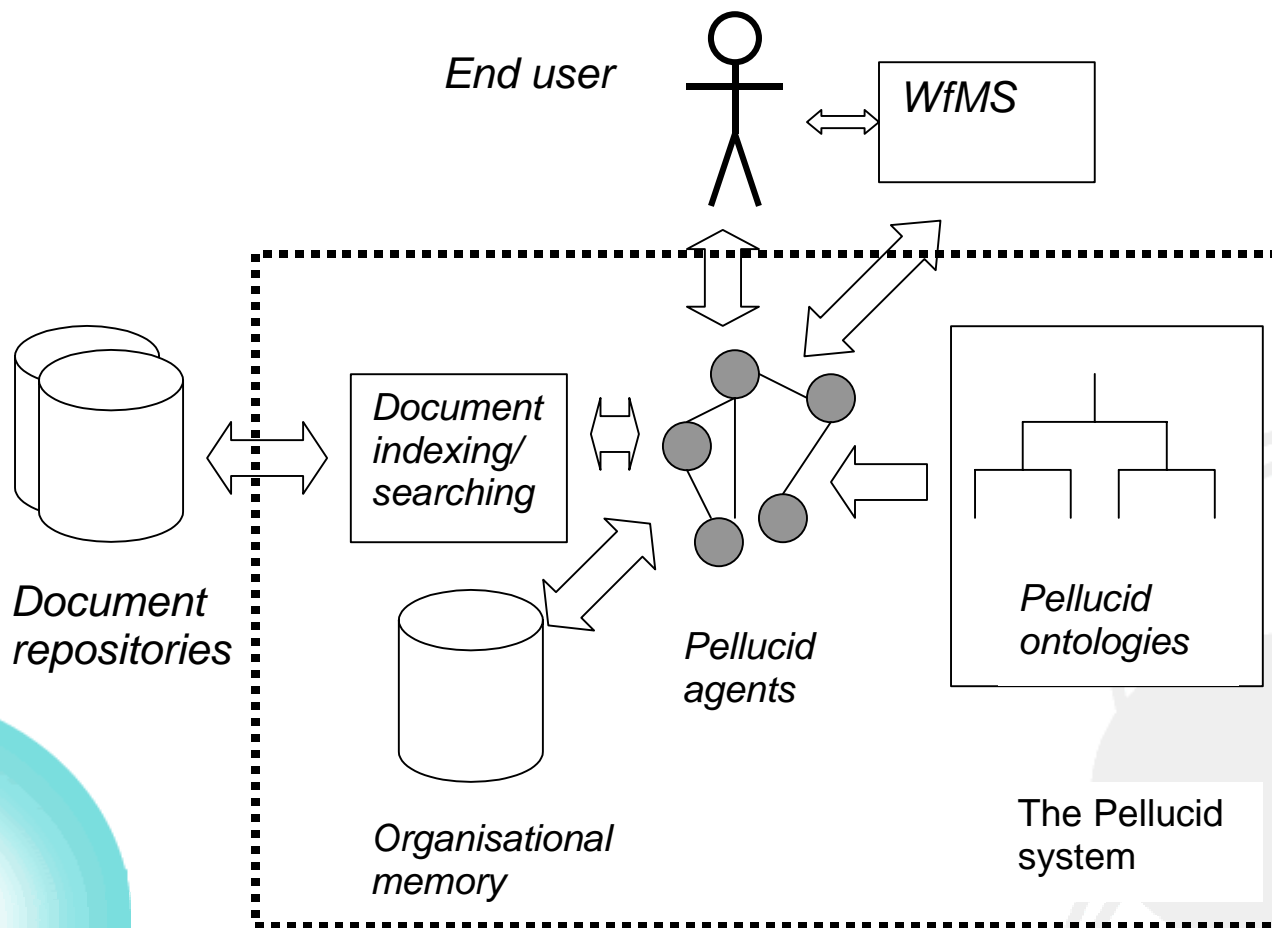 End user
WfMS
Document
indexing/
searching
Document
repositories
Pellucid
agents
Pellucid
ontologies
Organisational
memory
The Pellucid
system